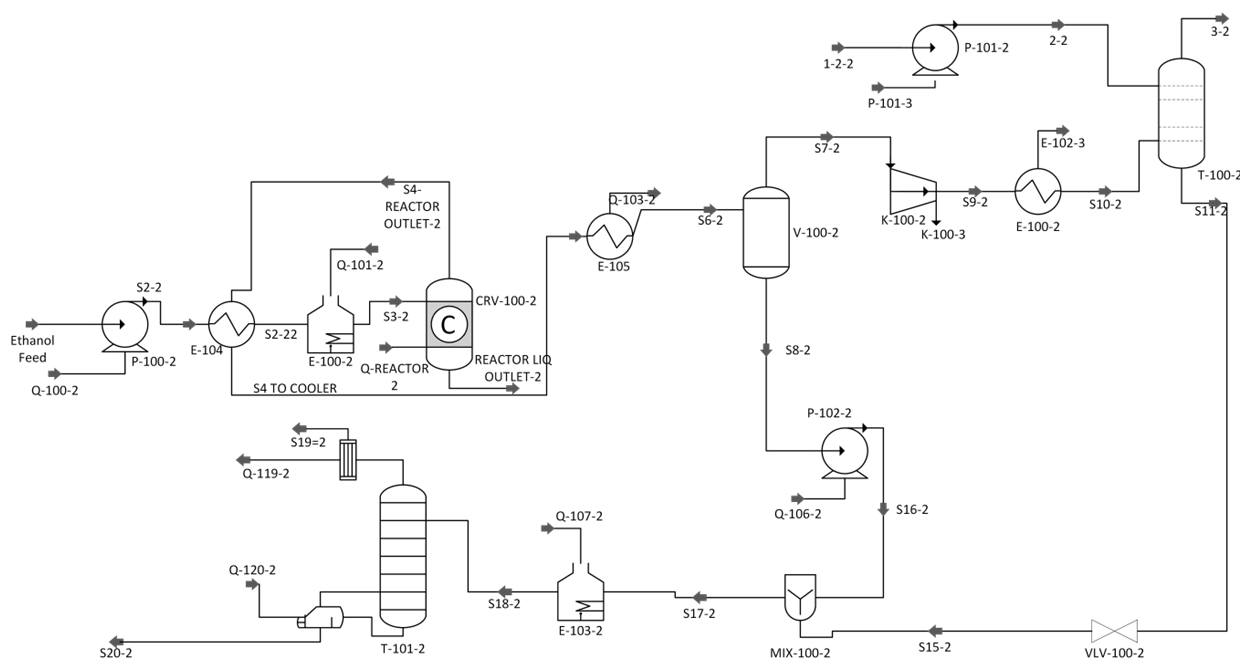 3-2
2-2
P-101-2
1-2-2
P-101-3
S7-2
E-102-3
T-100-2
S4-
REACTOR
OUTLET-2
Q-103-2
S6-2
K-100-2
S9-2
S10-2
S11-2
K-100-3
E-100-2
V-100-2
E-105
Q-101-2
S2-2
S3-2
CRV-100-2
C
Ethanol
Feed
S2-22
E-104
P-100-2
E-100-2
Q-REACTOR
2
REACTOR LIQ
OUTLET-2
S8-2
Q-100-2
S4 TO COOLER
P-102-2
S19=2
Q-119-2
Q-106-2
S16-2
Q-107-2
Q-120-2
S18-2
S17-2
E-103-2
S20-2
T-101-2
MIX-100-2
S15-2
VLV-100-2